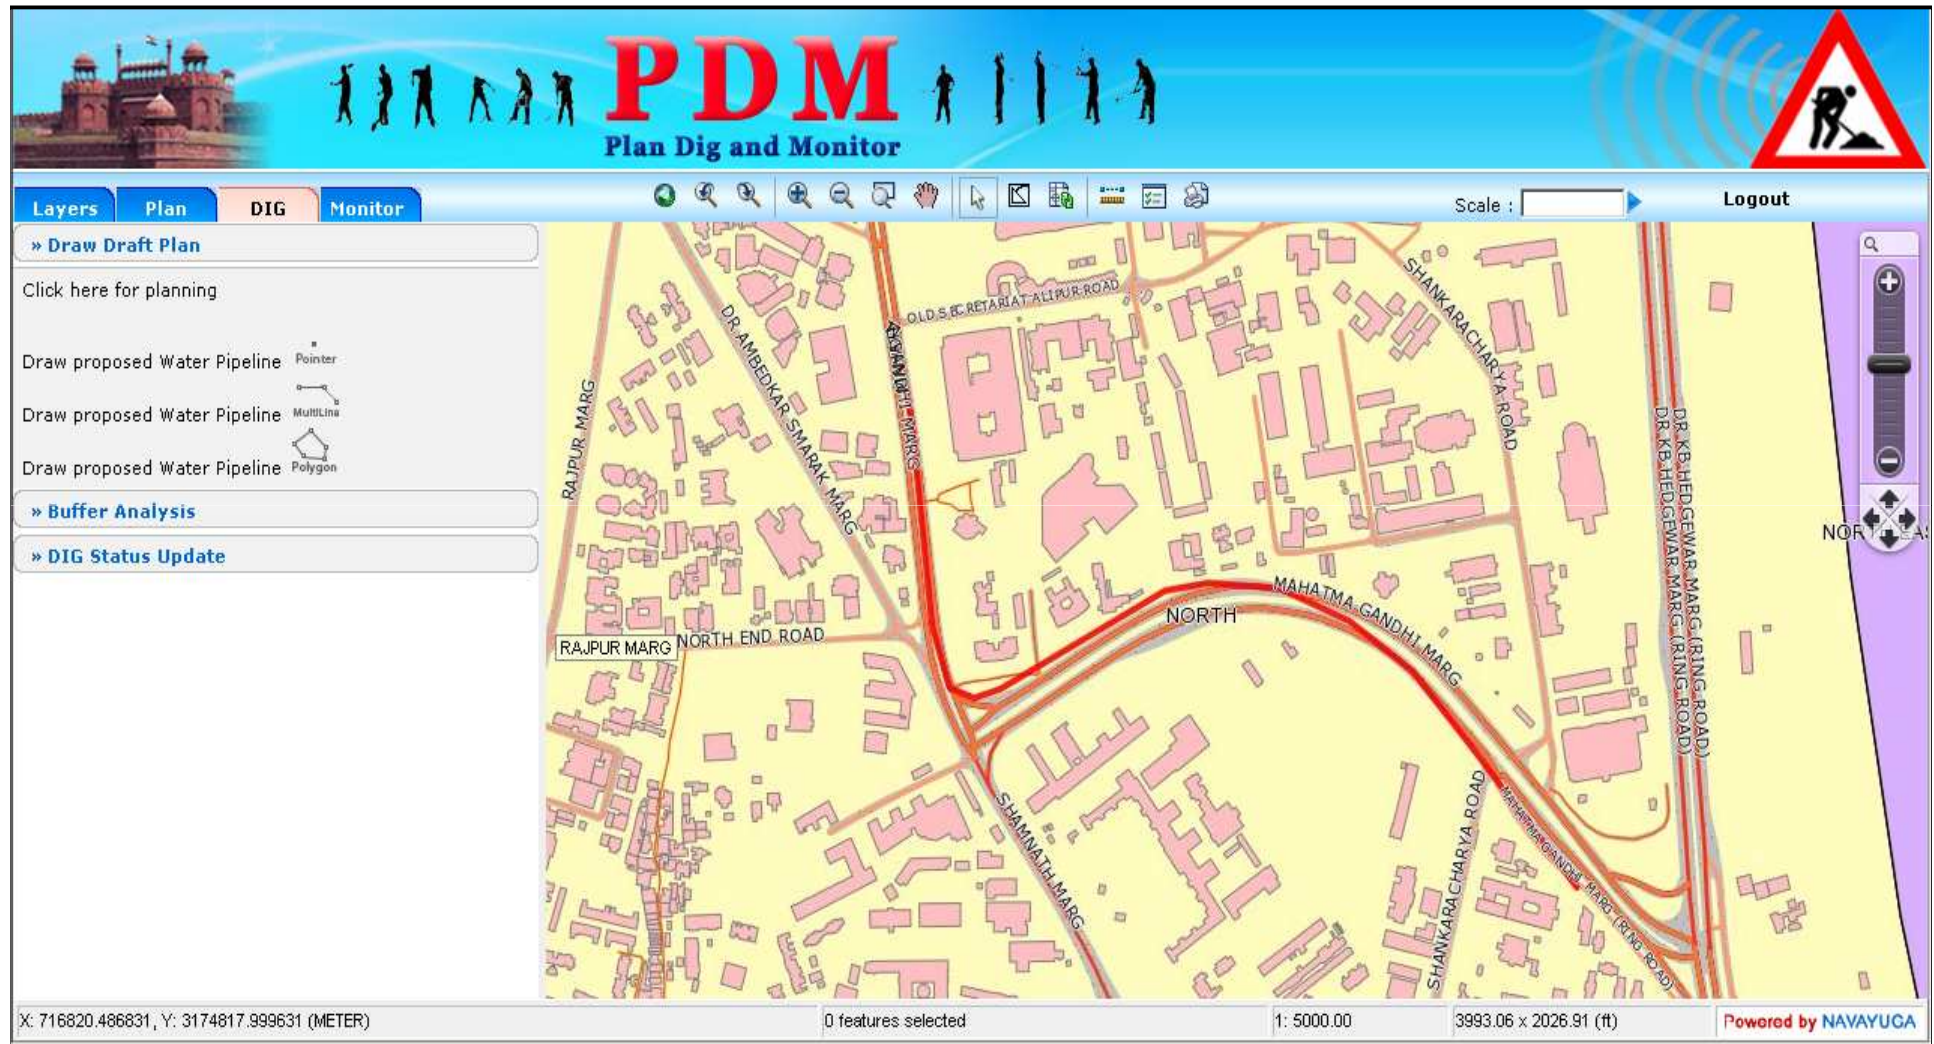 PDM
Plan Dig and Monitor
Layers
Plan
DIG
Monitor
Scale :
Logout
» Draw Draft Plan
Click here for planning
Draw proposed Water Pipeline Pointer
Draw proposed Water Pipeline MultiLine
Draw proposed Water Pipeline Polygon
» Buffer Analysis
» DIG Status Update
RAJPUR MARG
DR. AMBEDKAR SMARAK MARG
SHANKARACHARYA ROAD
DR. KB HEDGEWAR MARG (RING ROAD)
DR. KB HEDGEWAR MARG (RING ROAD)
MAHATMA GANDHI MARG
NORTH
NORTH END ROAD
RAJPUR MARG
SHAMNATH MARG
SHANKARACHARYA ROAD
MAHATMA GANDHI MARG (RING ROAD)
X: 716820.486831, Y: 3174817.999631 (METER)
0 features selected
1: 5000.00
3993.06 x 2026.91 (ft)
Powered by NAVAYUGA